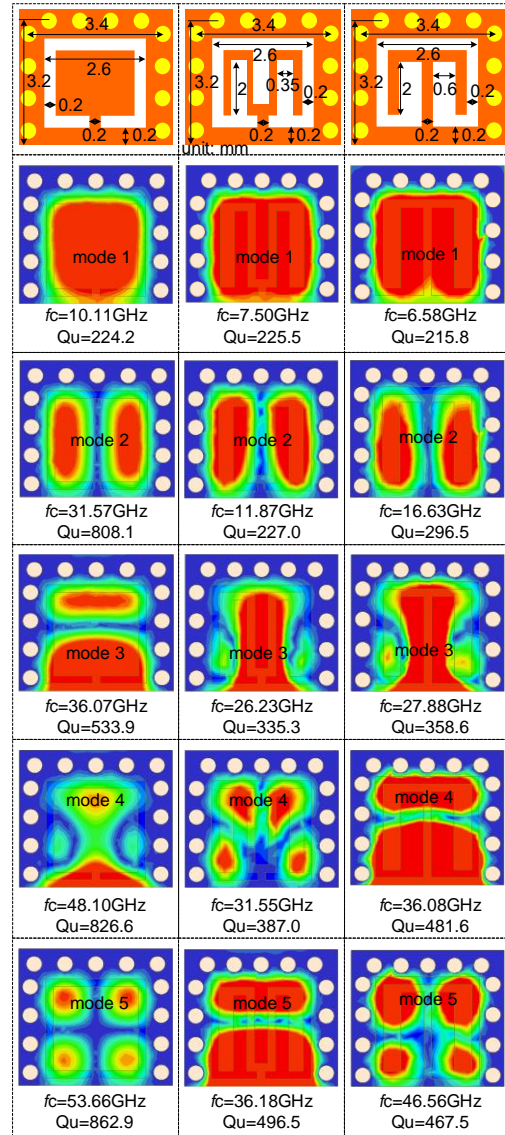 3.4 3.4 3.4
2.6 2.6 2.6
3.2 0.2 3.2 2 0.35 0.2 3.2 2 0.6 0.2
0.2 0.2 0.2 0.2 0.2 0.2
unit: mm
mode 1 mode 1 mode 1
fc=10.11GHz fc=7.50GHz fc=6.58GHz
Qu=224.2 Qu=225.5 Qu=215.8
mode 2 mode 2 mode 2
fc=31.57GHz fc=11.87GHz fc=16.63GHz
Qu=808.1 Qu=227.0 Qu=296.5
mode 3 mode 3 mode 3
fc=36.07GHz fc=26.23GHz fc=27.88GHz
Qu=533.9 Qu=335.3 Qu=358.6
mode 4 mode 4 mode 4
fc=48.10GHz fc=31.55GHz fc=36.08GHz
Qu=826.6 Qu=387.0 Qu=481.6
mode 5 mode 5 mode 5
fc=53.66GHz fc=36.18GHz fc=46.56GHz
Qu=862.9 Qu=496.5 Qu=467.5